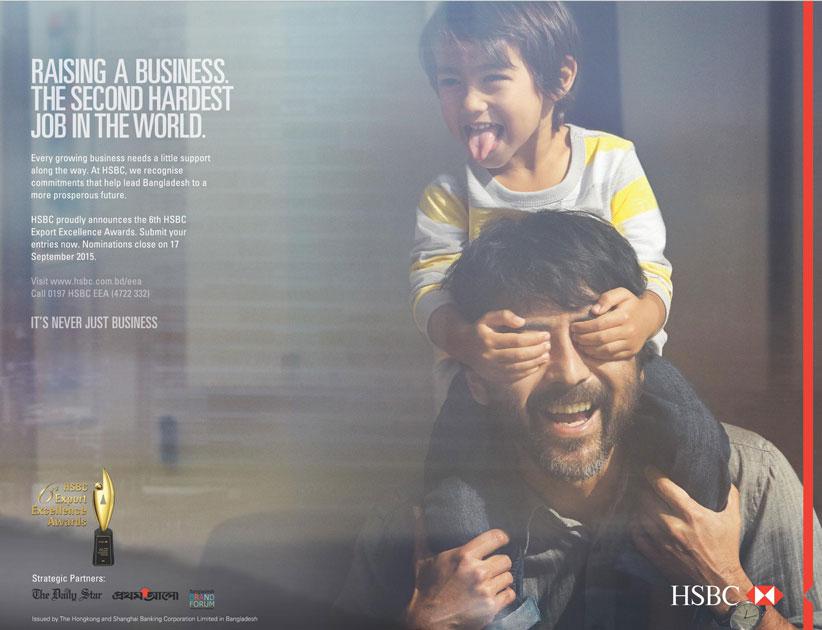 RAISING A BUSINESS.
THE SECOND HARDEST
JOB IN THE WORLD.
Every growing business needs a little support
along the way. At HSBC, we recognise
commitments that help lead Bangladesh to a
more prosperous future.
HSBC proudly announces the 6th HSBC
Export Excellence Awards. Submit your
entries now. Nominations close on 17
September 2015.
Visit www.hsbc.com.bd/eea
Call 0197 HSBC EEA (4722 332)
IT'S NEVER JUST BUSINESS
6th HSBC
Export
Excellence
Awards
Strategic Partners:
The Daily Star
প্রথম আলো
Bangladesh
BRAND
FORUM
HSBC
Issued by The Hongkong and Shanghai Banking Corporation Limited in Bangladesh